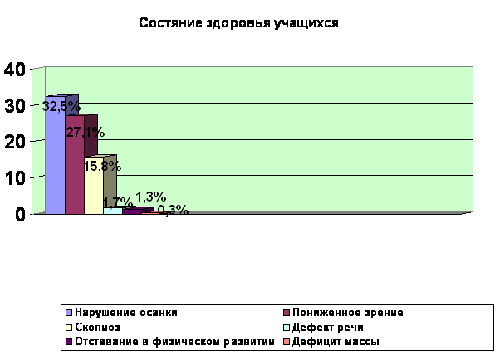 Состяние здоровья учащихся
40
30
20
10
0
32,5%
27,1%
15,8%
1,7%
1,3%
0,3%
Нарушение осанки
Пониженное зрение
Скопиоз
Дефект речи
Отставание в физическом развитии
Дефицит массы